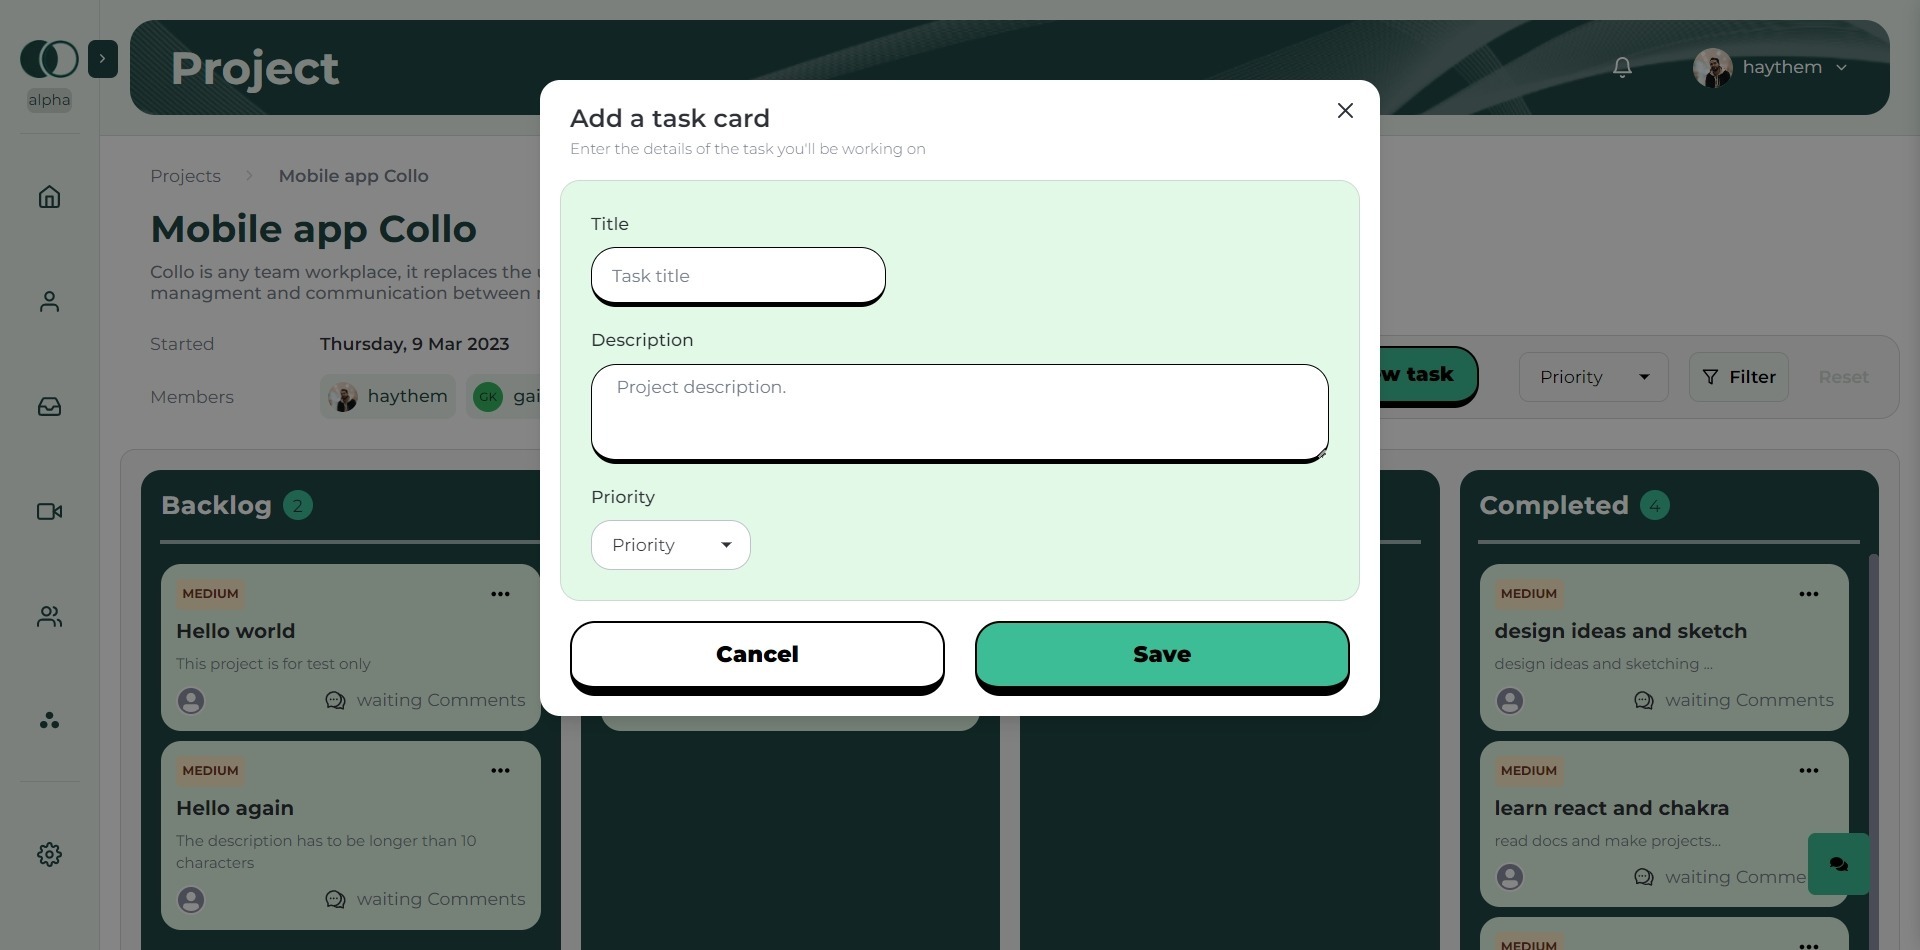 alpha
Project
haythem
Add a task card
Enter the details of the task you'll be working on
Projects
Mobile app Collo
Mobile app Collo
Collo is any team workplace, it replaces the
managment and communication between
Started
Thursday, 9 Mar 2023
Members
haythem
GK
gai
Title
Task title
Description
Project description.
Priority
Priority
Cancel
Save
w task
Priority
Filter
Reset
Backlog
2
MEDIUM
Hello world
This project is for test only
waiting Comments
MEDIUM
Hello again
The description has to be longer than 10
characters
waiting Comments
Completed
4
MEDIUM
design ideas and sketch
design ideas and sketching ...
waiting Comments
MEDIUM
learn react and chakra
read docs and make projects...
waiting Comme
MEDIUM